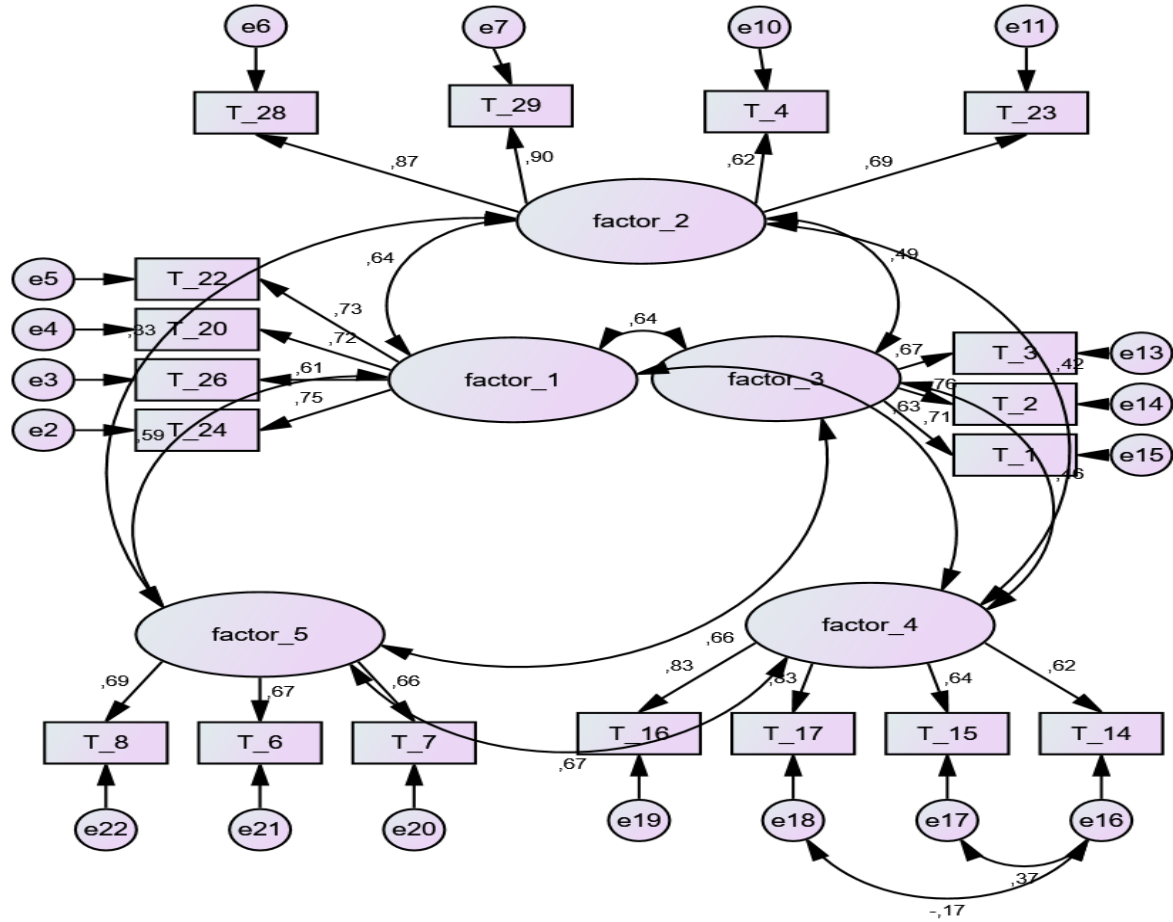 e6 e7 e10 e11
T_28 T_29 T_4 T_23
,87 ,90 ,62 ,69
factor_2
,64 ,49
e5 T_22
,73
e4 ,83 T_20 ,72 ,64
e3 T_26 ,61 factor_1 factor_3 ,67 T_3 ,42 e13
,76 T_2 e14
e2 ,59 T_24 ,75 ,63 ,71
T_1 e15
,46
factor_5 factor_4
,66
,69 ,67 ,66 ,83 ,83 ,64 ,62
T_8 T_6 T_7 T_16 T_17 T_15 T_14
,67
e22 e21 e20 e19 e18 e17 e16
,37
-,17